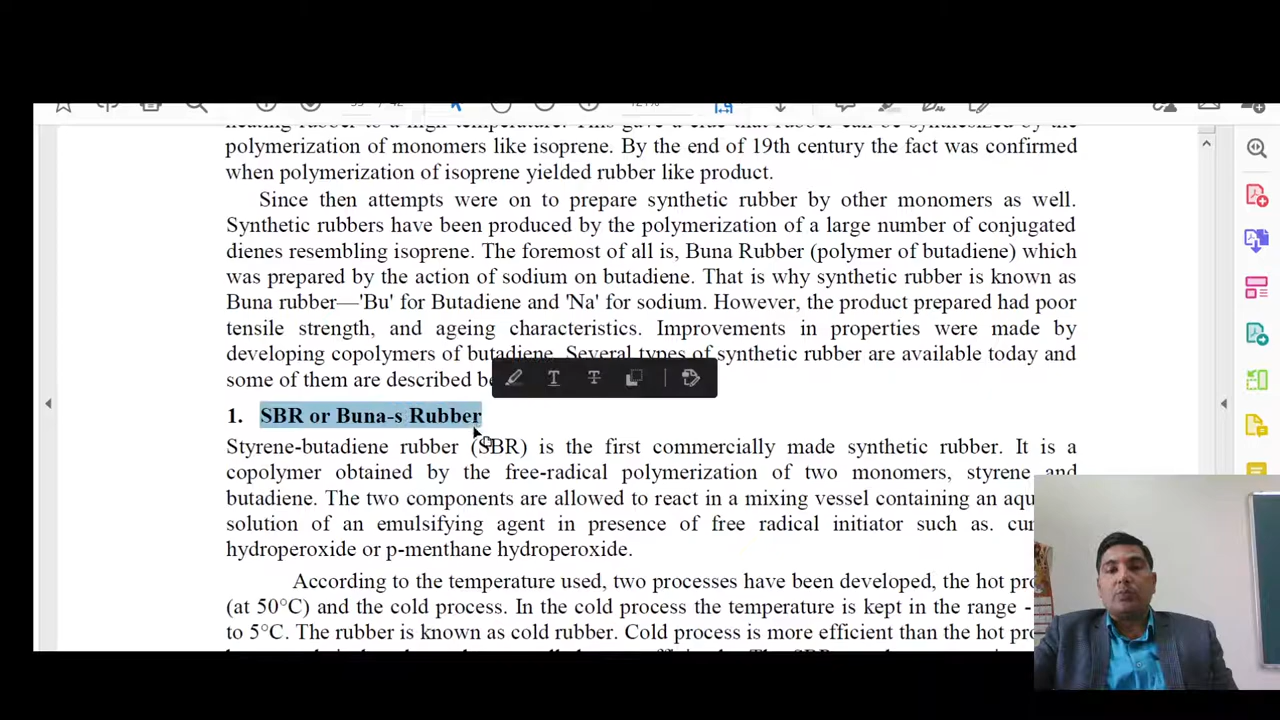 polymerization of monomers like isoprene. By the end of 19th century the fact was confirmed
when polymerization of isoprene yielded rubber like product.
Since then attempts were on to prepare synthetic rubber by other monomers as well.
Synthetic rubbers have been produced by the polymerization of a large number of conjugated
dienes resembling isoprene. The foremost of all is, Buna Rubber (polymer of butadiene) which
was prepared by the action of sodium on butadiene. That is why synthetic rubber is known as
Buna rubber—'Bu' for Butadiene and 'Na' for sodium. However, the product prepared had poor
tensile strength, and ageing characteristics. Improvements in properties were made by
developing copolymers of butadiene. Several types of synthetic rubber are available today and
some of them are described
1. SBR or Buna-s Rubber
Styrene-butadiene rubber (SBR) is the first commercially made synthetic rubber. It is a
copolymer obtained by the free-radical polymerization of two monomers, styrene and
butadiene. The two components are allowed to react in a mixing vessel containing an
solution of an emulsifying agent in presence of free radical initiator such as.
hydroperoxide or p-menthane hydroperoxide.
According to the temperature used, two processes have been developed, the hot
(at 50°C) and the cold process. In the cold process the temperature is kept in the range -
to 5°C. The rubber is known as cold rubber. Cold process is more efficient than the hot